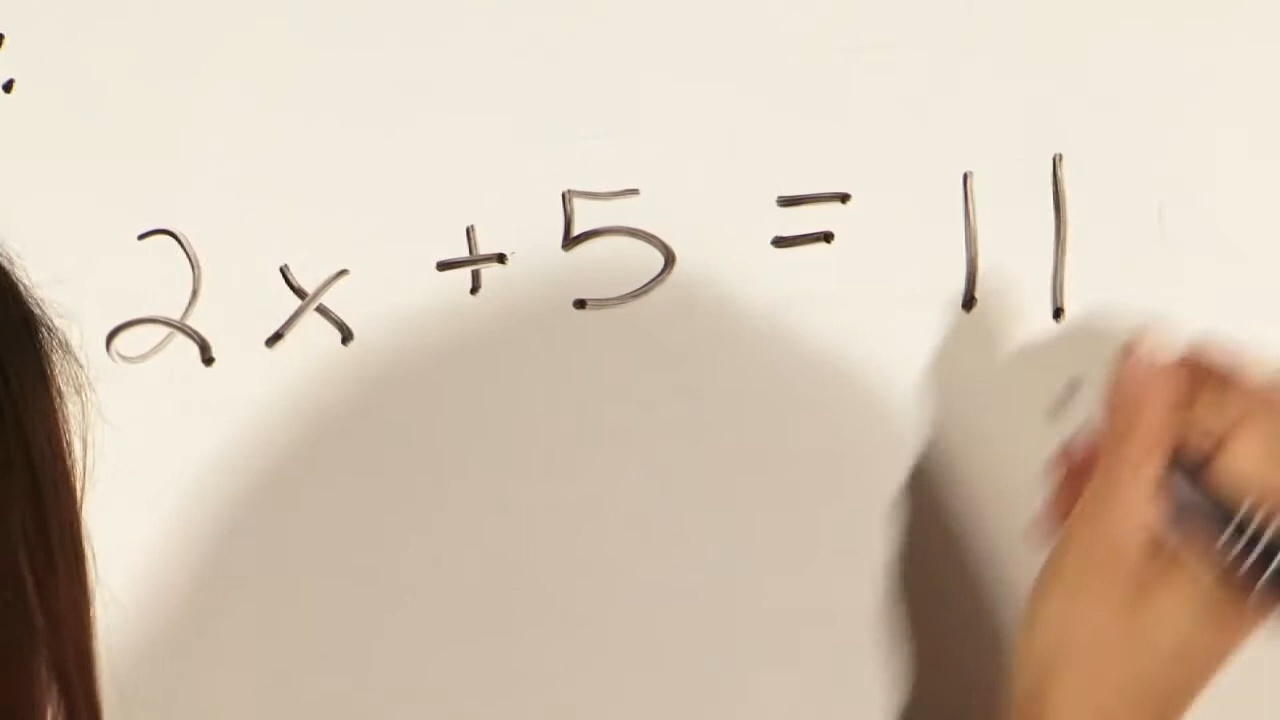 2x + 5 = 11